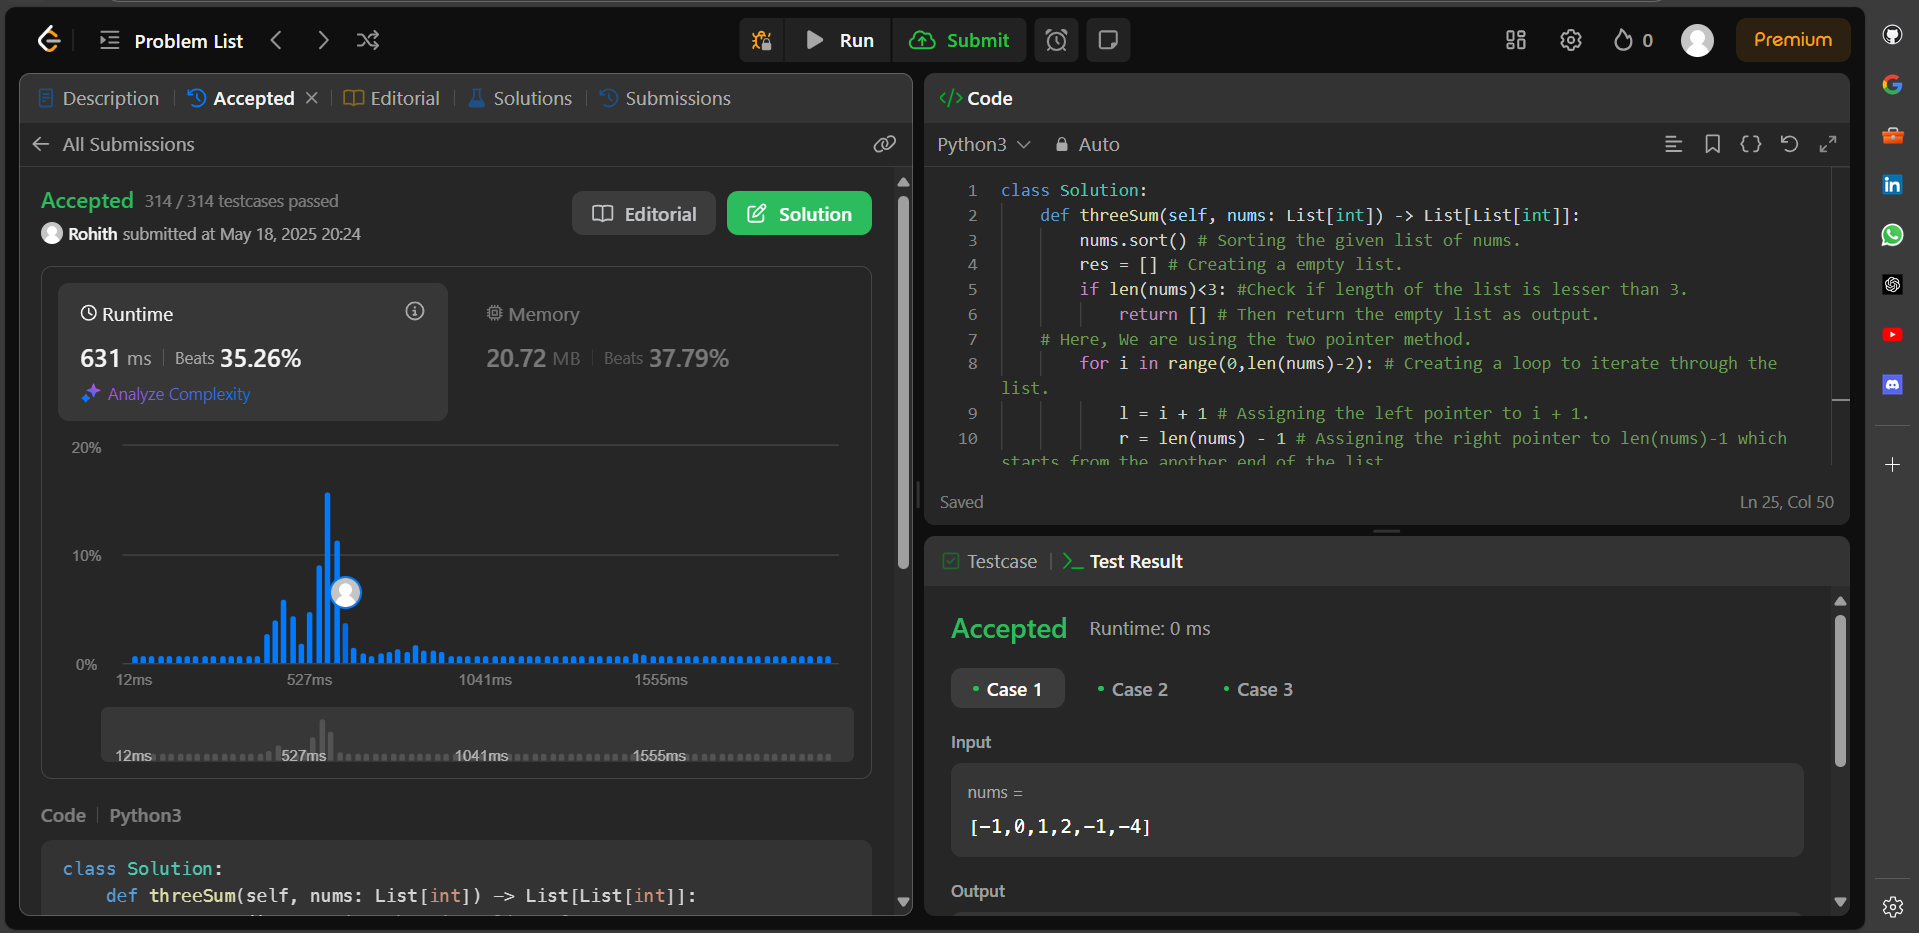 Problem List
Run
Submit
0
Premium
Description
Accepted
Editorial
Solutions
Submissions
All Submissions
Accepted 314 / 314 testcases passed
Rohith submitted at May 18, 2025 20:24
Editorial
Solution
Runtime
631 ms Beats 35.26%
Analyze Complexity
Memory
20.72 MB Beats 37.79%
20%
10%
0%
12ms 527ms 1041ms 1555ms
12ms 527ms 1041ms 1555ms
Code Python3
class Solution:
def threeSum(self, nums: List[int]) -> List[List[int]]:
</> Code
Python3 Auto
1 class Solution:
2 def threeSum(self, nums: List[int]) -> List[List[int]]:
3 nums.sort() # Sorting the given list of nums.
4 res = [] # Creating a empty list.
5 if len(nums)<3: #Check if length of the list is lesser than 3.
6 return [] # Then return the empty list as output.
7 # Here, We are using the two pointer method.
8 for i in range(0,len(nums)-2): # Creating a loop to iterate through the
list.
9 l = i + 1 # Assigning the left pointer to i + 1.
10 r = len(nums) - 1 # Assigning the right pointer to len(nums)-1 which
starts from the another end of the list
Saved
Ln 25, Col 50
Testcase
>_ Test Result
Accepted Runtime: 0 ms
Case 1
Case 2
Case 3
Input
nums =
[-1,0,1,2,-1,-4]
Output
in